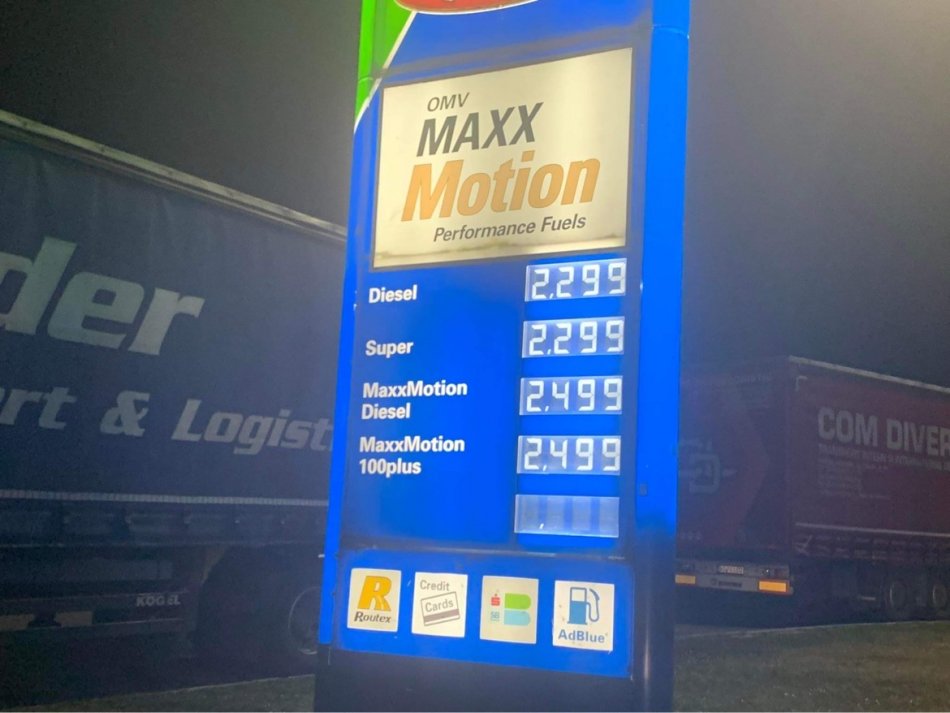 OMV
MAXX
Motion
Performance Fuels
Diesel 2,299
Super 2,299
MaxxMotion
Diesel 2,499
MaxxMotion
100plus 2,499
Routex
Credit
Cards
AdBlue
der
rt & Logist
KÖGEL
COM DIVER